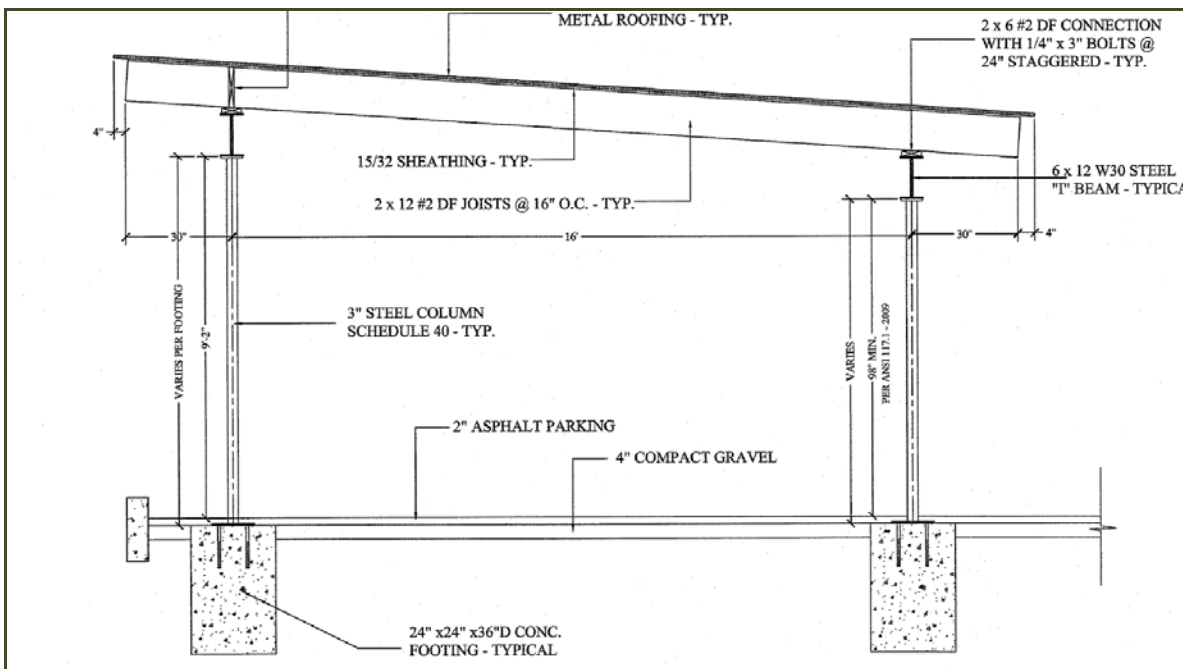 METAL ROOFING - TYP.
2 x 6 #2 DF CONNECTION
WITH 1/4" x 3" BOLTS @
24" STAGGERED - TYP.
4"
15/32 SHEATHING - TYP.
6 x 12 W30 STEEL
"I" BEAM - TYPICA
2 x 12 #2 DF JOISTS @ 16" O.C. - TYP.
30"
16'
30"
4"
VARIES PER FOOTING
9'-2"
3" STEEL COLUMN
SCHEDULE 40 - TYP.
VARIES
98" MIN.
PER ANSI 117.1 - 2009
2" ASPHALT PARKING
4" COMPACT GRAVEL
24" x24" x36"D CONC.
FOOTING - TYPICAL